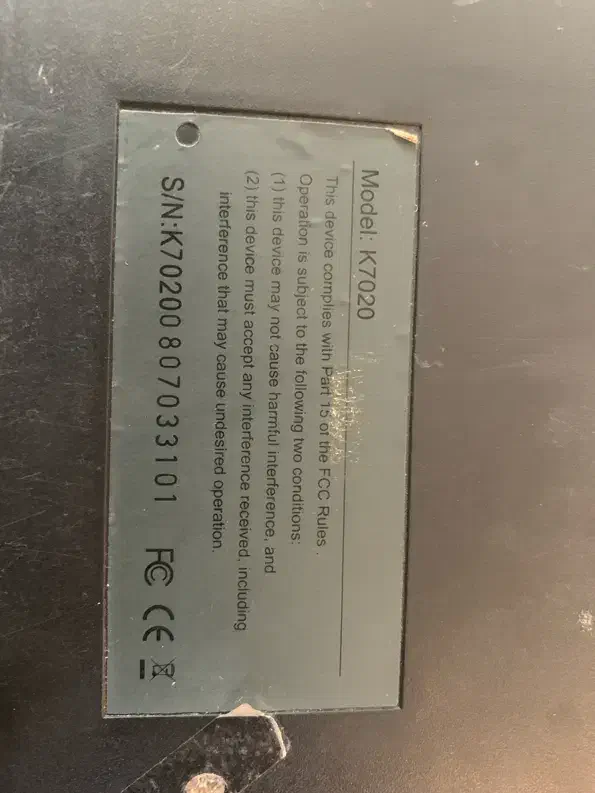 Model: K7020
This device complies with Part 15 of the FCC Rules .
Operation is subject to the following two conditions:
(1) this device may not cause harmful interference, and
(2) this device must accept any interference received, including
interference that may cause undesired operation.
S/N:K70200807033101 FC CE